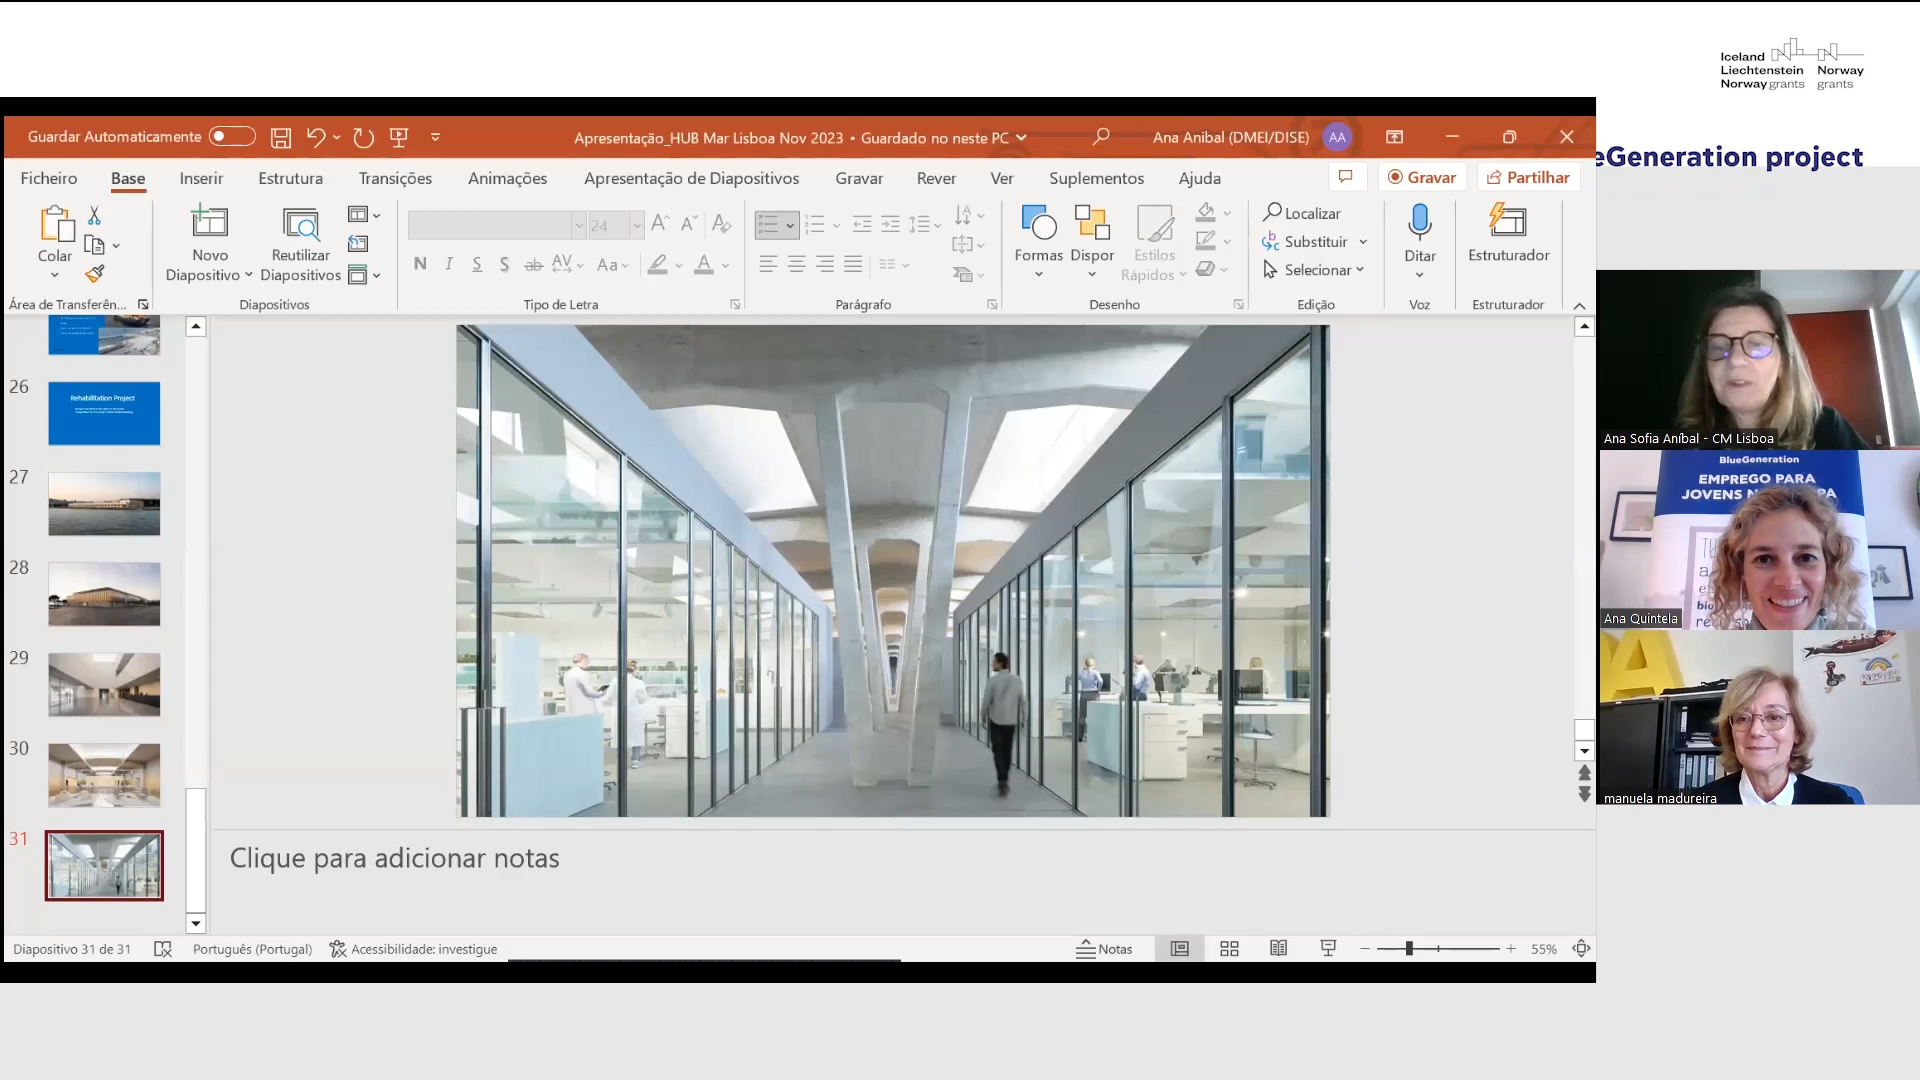 Iceland
Liechtenstein Norway
Norway grants grants
eGeneration project
Guardar Automaticamente Apresentação_HUB Mar Lisboa Nov 2023 • Guardado no neste PC Ana Anibal (DMEI/DISE) AA
Ficheiro Base Inserir Estrutura Transições Animações Apresentação de Diapositivos Gravar Rever Ver Suplementos Ajuda Gravar Partilhar
Colar
Novo
Diapositivo
Reutilizar
Diapositivos
24
N I S S ab AV Aa A
Formas Dispor Estilos
Rápidos
Localizar
Substituir
Selecionar
Ditar
Estruturador
Área de Transferên... Diapositivos Tipo de Letra Parágrafo Desenho Edição Voz Estruturador
26
Rehabilitation Project
27
28
29
30
31
Clique para adicionar notas
Diapositivo 31 de 31 Português (Portugal) Acessibilidade: investigue Notas 55%
Ana Sofia Aníbal - CM Lisboa
BlueGeneration
EMPREGO PARA
JOVENS
Ana Quintela
manuela madureira